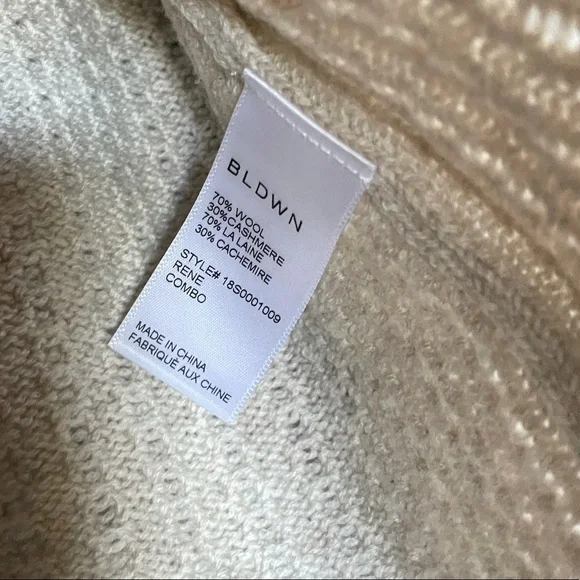 BLDWN
70% WOOL
30%CASHMERE
70% LA LAINE
30% CACHEMIRE
STYLE# 18S0001009
RENE
COMBO
MADE IN CHINA
FABRIQUÉ AUX CHINE